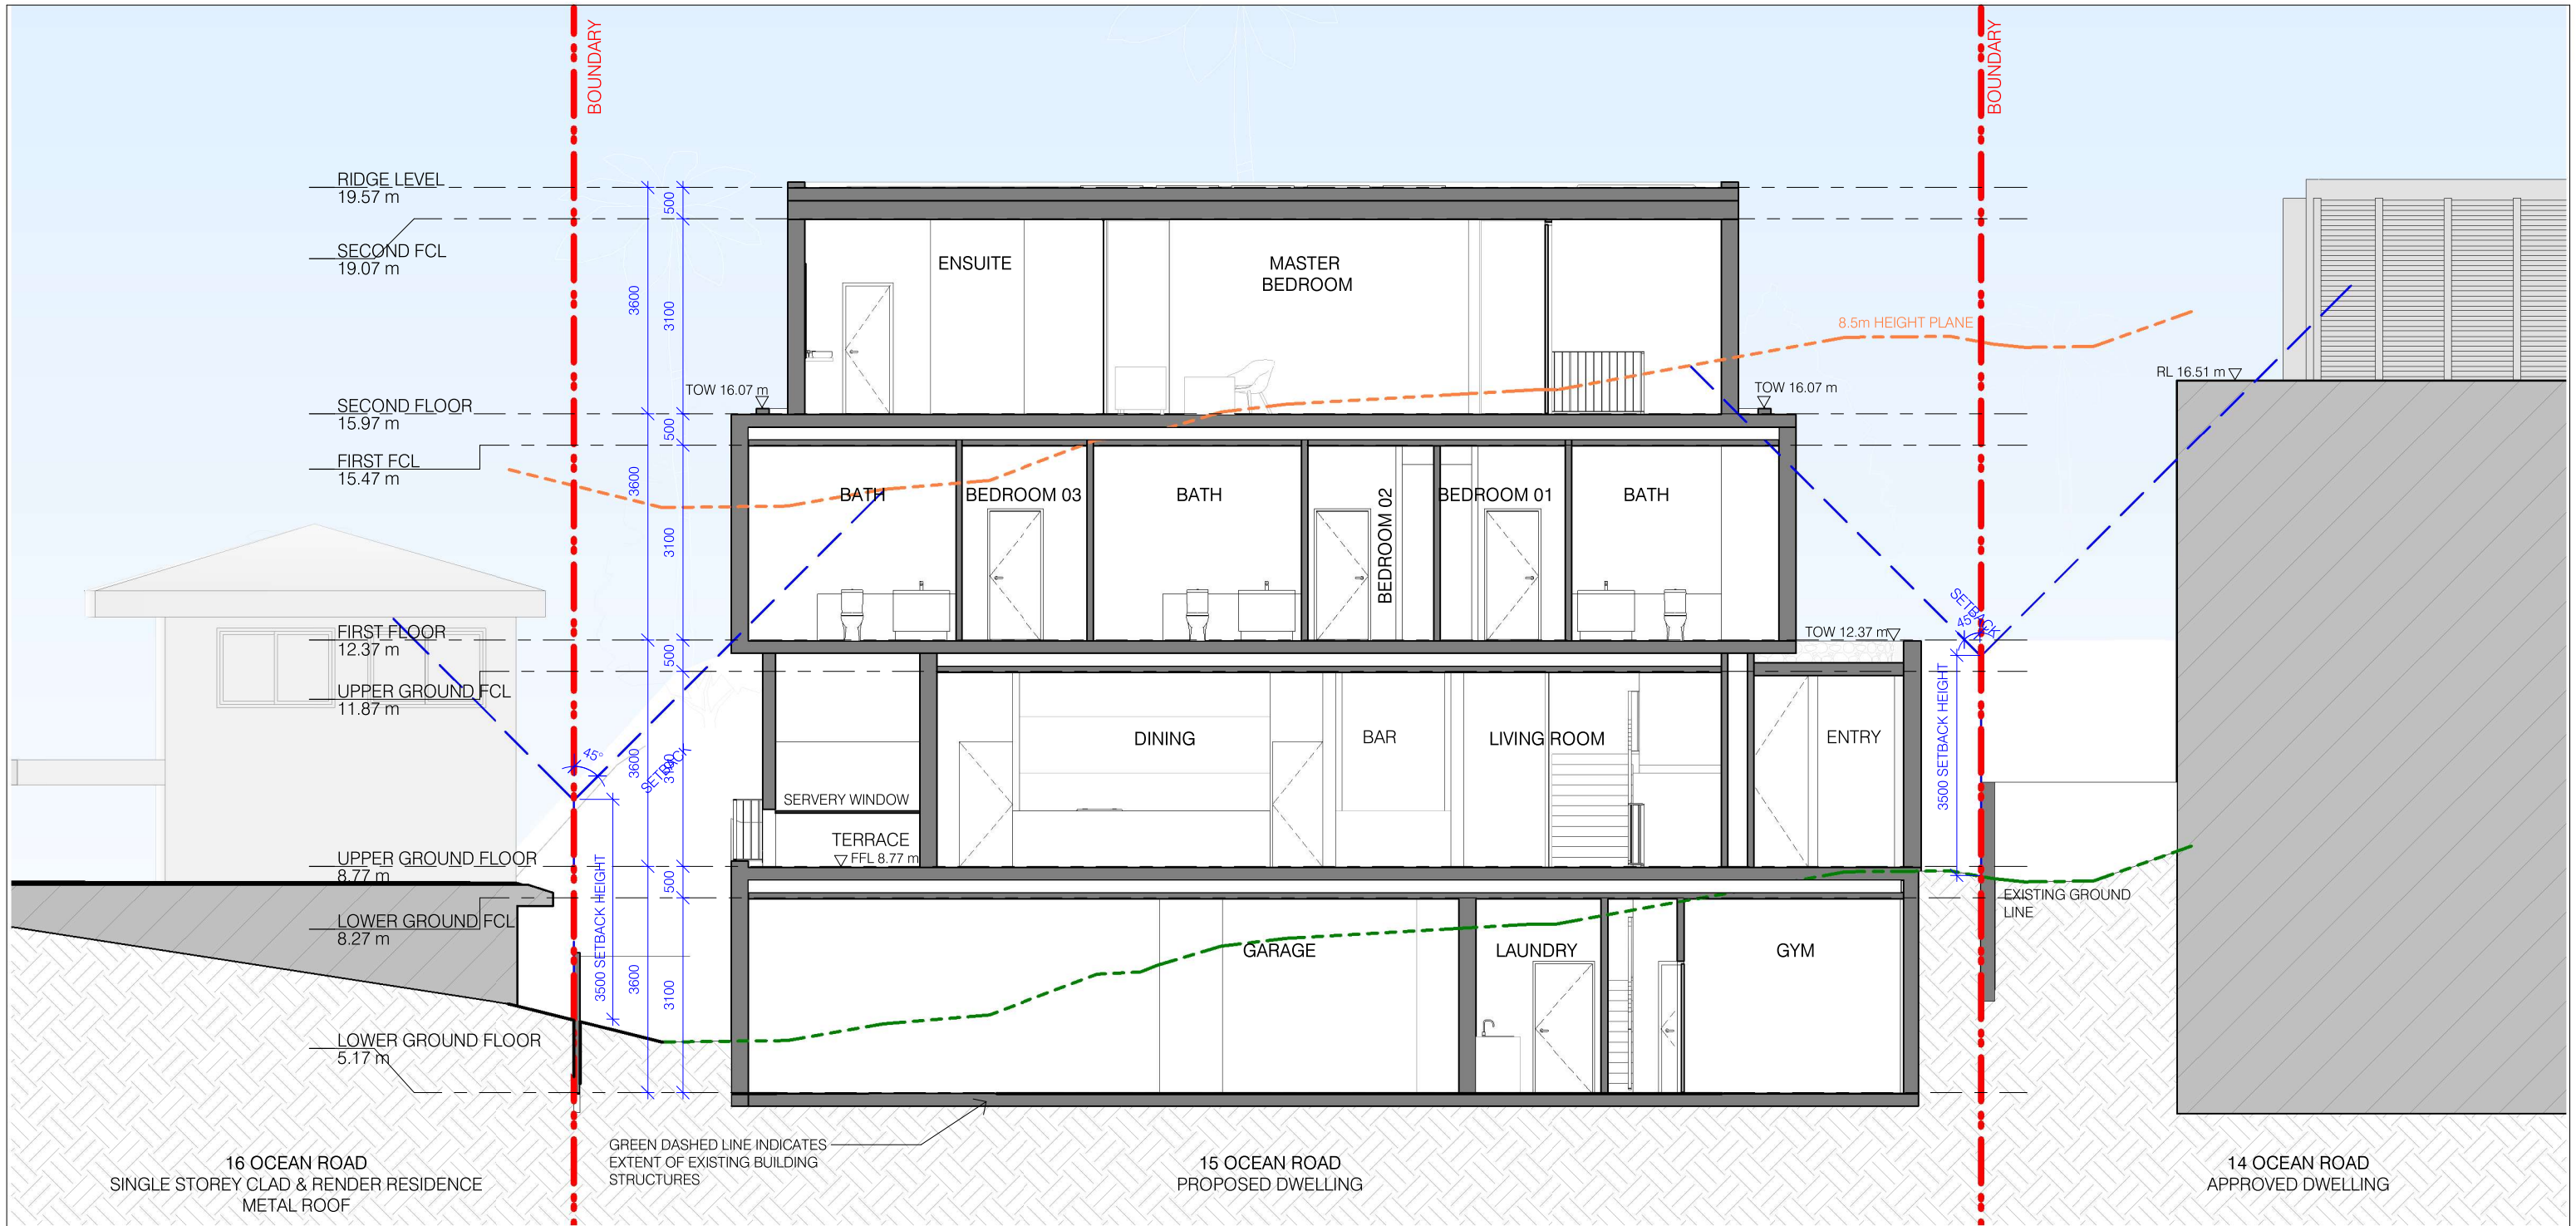 BOUNDARY
BOUNDARY
RIDGE LEVEL
19.57 m
SECOND FCL
19.07 m
SECOND FLOOR
15.97 m
FIRST FCL
15.47 m
FIRST FLOOR
12.37 m
UPPER GROUND FCL
11.87 m
UPPER GROUND FLOOR
8.77 m
LOWER GROUND FCL
8.27 m
LOWER GROUND FLOOR
5.17 m
500
3600
3100
500
3600
3100
500
3600
3100
500
3600
3100
45°
SETBACK
3500 SETBACK HEIGHT
TOW 16.07 m
ENSUITE
MASTER
BEDROOM
8.5m HEIGHT PLANE
TOW 16.07 m
RL 16.51 m
BATH
BEDROOM 03
BATH
BEDROOM 02
BEDROOM 01
BATH
SETBACK
45°
TOW 12.37 m
3500 SETBACK HEIGHT
DINING
BAR
LIVING ROOM
ENTRY
SERVERY WINDOW
TERRACE
FFL 8.77 m
EXISTING GROUND
LINE
GARAGE
LAUNDRY
GYM
GREEN DASHED LINE INDICATES
EXTENT OF EXISTING BUILDING
STRUCTURES
16 OCEAN ROAD
SINGLE STOREY CLAD & RENDER RESIDENCE
METAL ROOF
15 OCEAN ROAD
PROPOSED DWELLING
14 OCEAN ROAD
APPROVED DWELLING